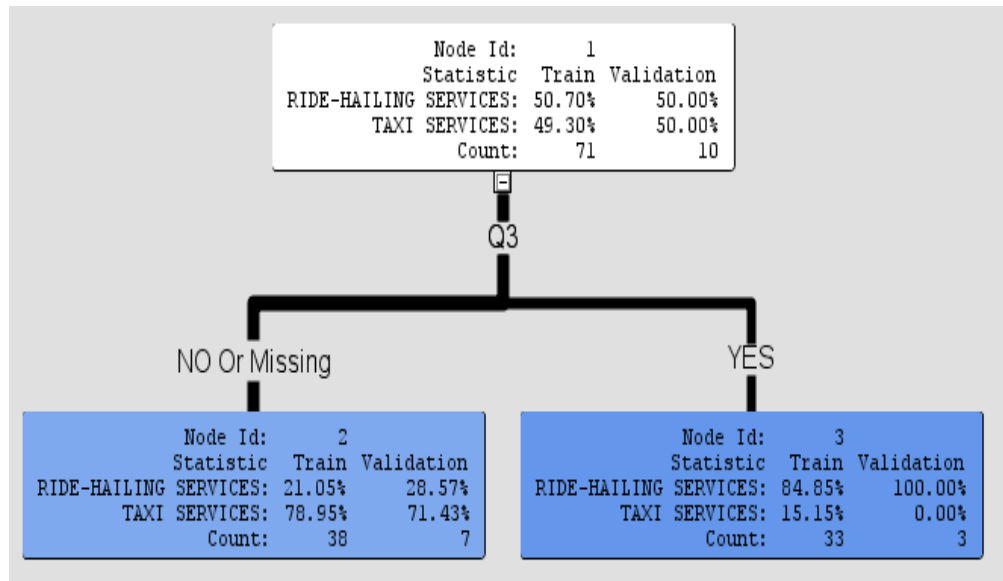 Node Id: 1
Statistic Train Validation
RIDE-HAILING SERVICES: 50.70% 50.00%
TAXI SERVICES: 49.30% 50.00%
Count: 71 10
Q3
NO Or Missing
YES
Node Id: 2
Statistic Train Validation
RIDE-HAILING SERVICES: 21.05% 28.57%
TAXI SERVICES: 78.95% 71.43%
Count: 38 7
Node Id: 3
Statistic Train Validation
RIDE-HAILING SERVICES: 84.85% 100.00%
TAXI SERVICES: 15.15% 0.00%
Count: 33 3